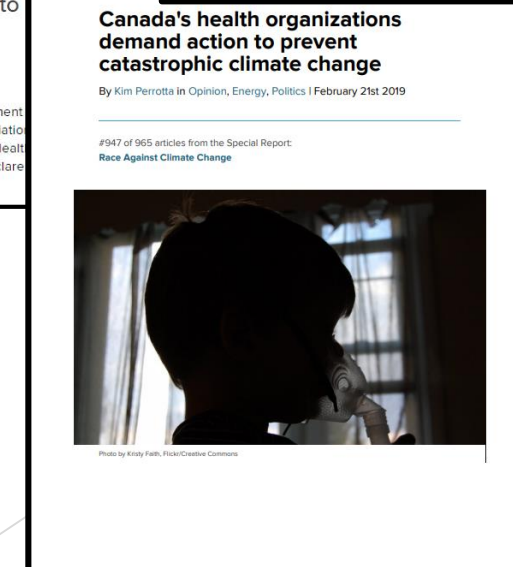 to
Canada's health organizations
demand action to prevent
catastrophic climate change
By Kim Perrotta in Opinion, Energy, Politics | February 21st 2019
#947 of 965 articles from the Special Report:
Race Against Climate Change
Photo by Kristy Faith, Flickr/Creative Commons